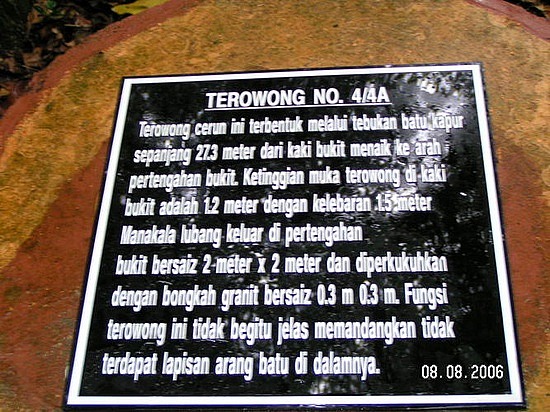 TEROWONG NO. 4/4A
Terowong cerun ini terbentuk melalui tebukan batu kapur
sepanjang 27.3 meter dari kaki bukit menaik ke arah
pertengahan bukit. Ketinggian muka terowong di kaki
bukit adalah 1.2 meter dengan kelebaran 1.5 meter
Manakala lubang keluar di pertengahan
bukit bersaiz 2 meter x 2 meter dan diperkukuhkan
dengan bongkah granit bersaiz 0.3 m 0.3 m. Fungsi
terowong ini tidak begitu jelas memandangkan tidak
terdapat lapisan arang batu di dalamnya.
08.08.2006